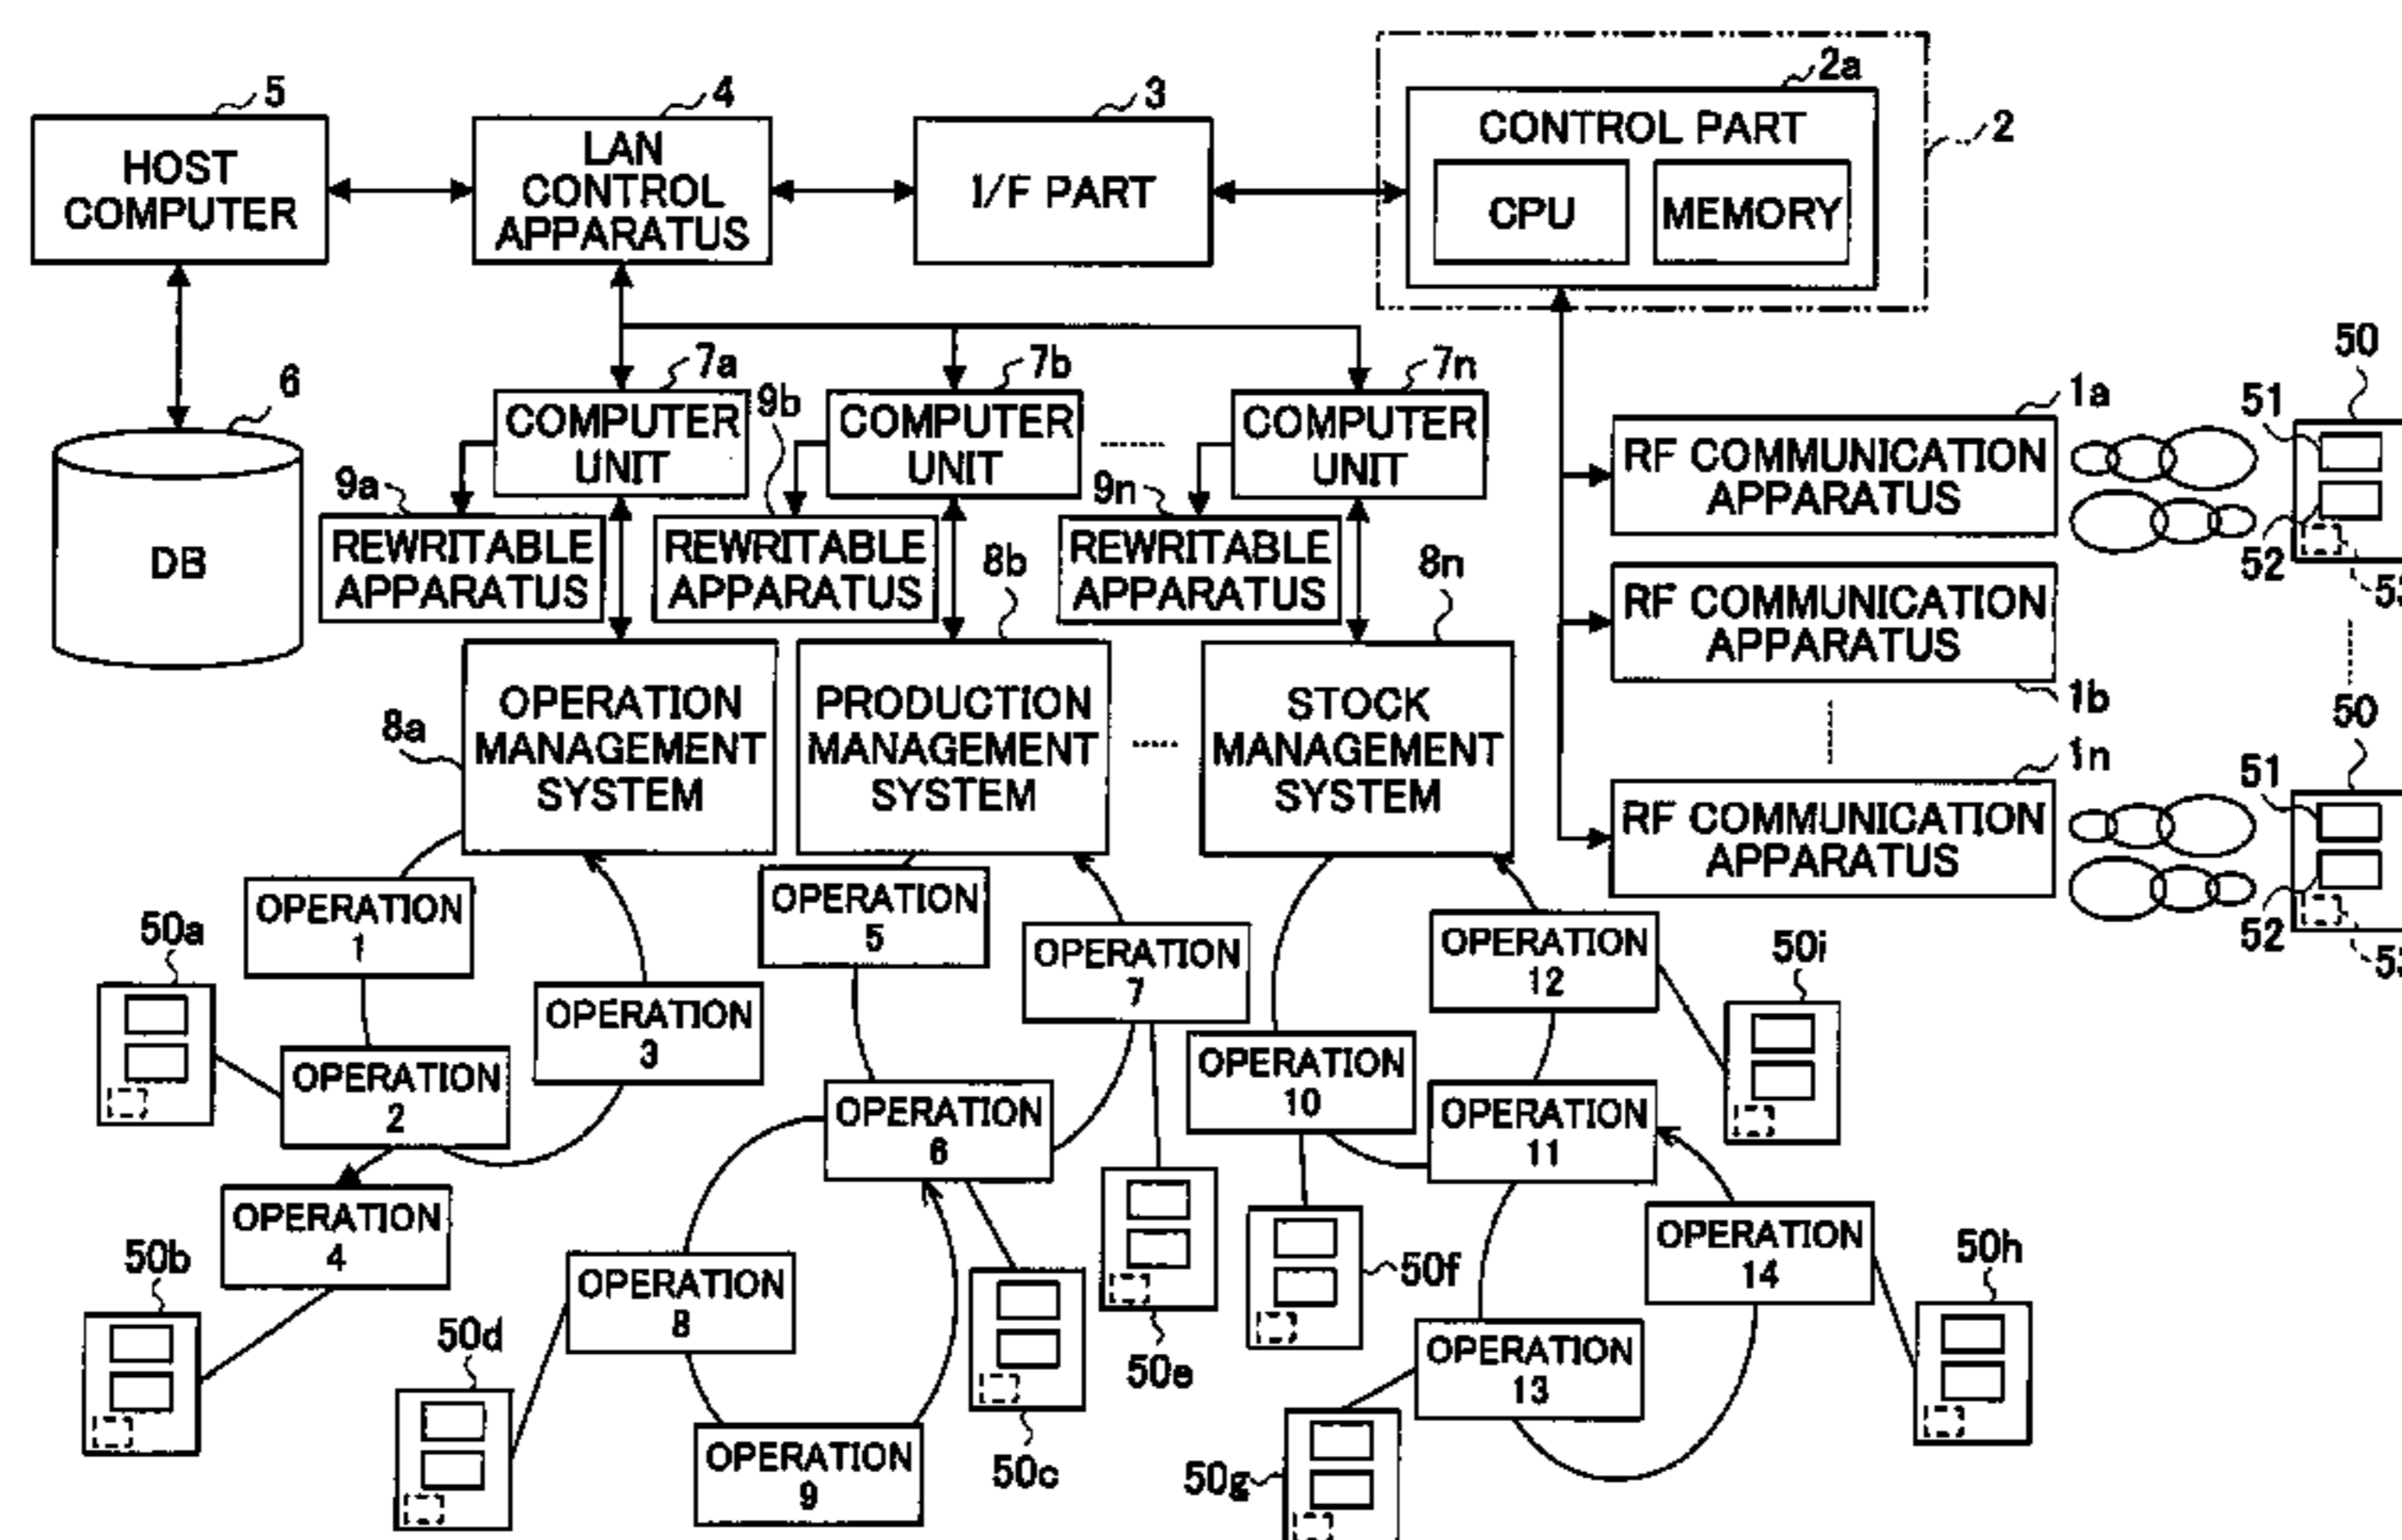 5
4
3
2a
2
HOST
COMPUTER
LAN
CONTROL
APPARATUS
I/F PART
CONTROL PART
CPU
MEMORY
6
DB
7a
7b
7n
COMPUTER
UNIT
COMPUTER
UNIT
COMPUTER
UNIT
9a
9b
9n
REWRITABLE
APPARATUS
REWRITABLE
APPARATUS
REWRITABLE
APPARATUS
1a
RF COMMUNICATION
APPARATUS
RF COMMUNICATION
APPARATUS
1b
1n
RF COMMUNICATION
APPARATUS
50
51
52
50
51
52
8a
8b
8n
OPERATION
MANAGEMENT
SYSTEM
PRODUCTION
MANAGEMENT
SYSTEM
STOCK
MANAGEMENT
SYSTEM
OPERATION
1
OPERATION
2
OPERATION
3
OPERATION
4
50a
50b
OPERATION
5
OPERATION
6
OPERATION
7
OPERATION
8
OPERATION
9
50d
50c
50e
OPERATION
10
OPERATION
11
OPERATION
12
OPERATION
13
OPERATION
14
50f
50g
50h
50i